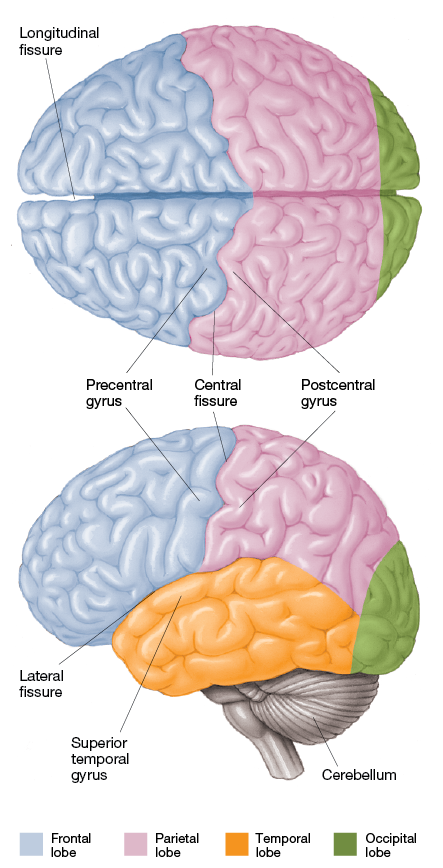 Longitudinal
fissure
Precentral
gyrus
Central
fissure
Postcentral
gyrus
Lateral
fissure
Superior
temporal
gyrus
Cerebellum
Frontal
lobe
Parietal
lobe
Temporal
lobe
Occipital
lobe